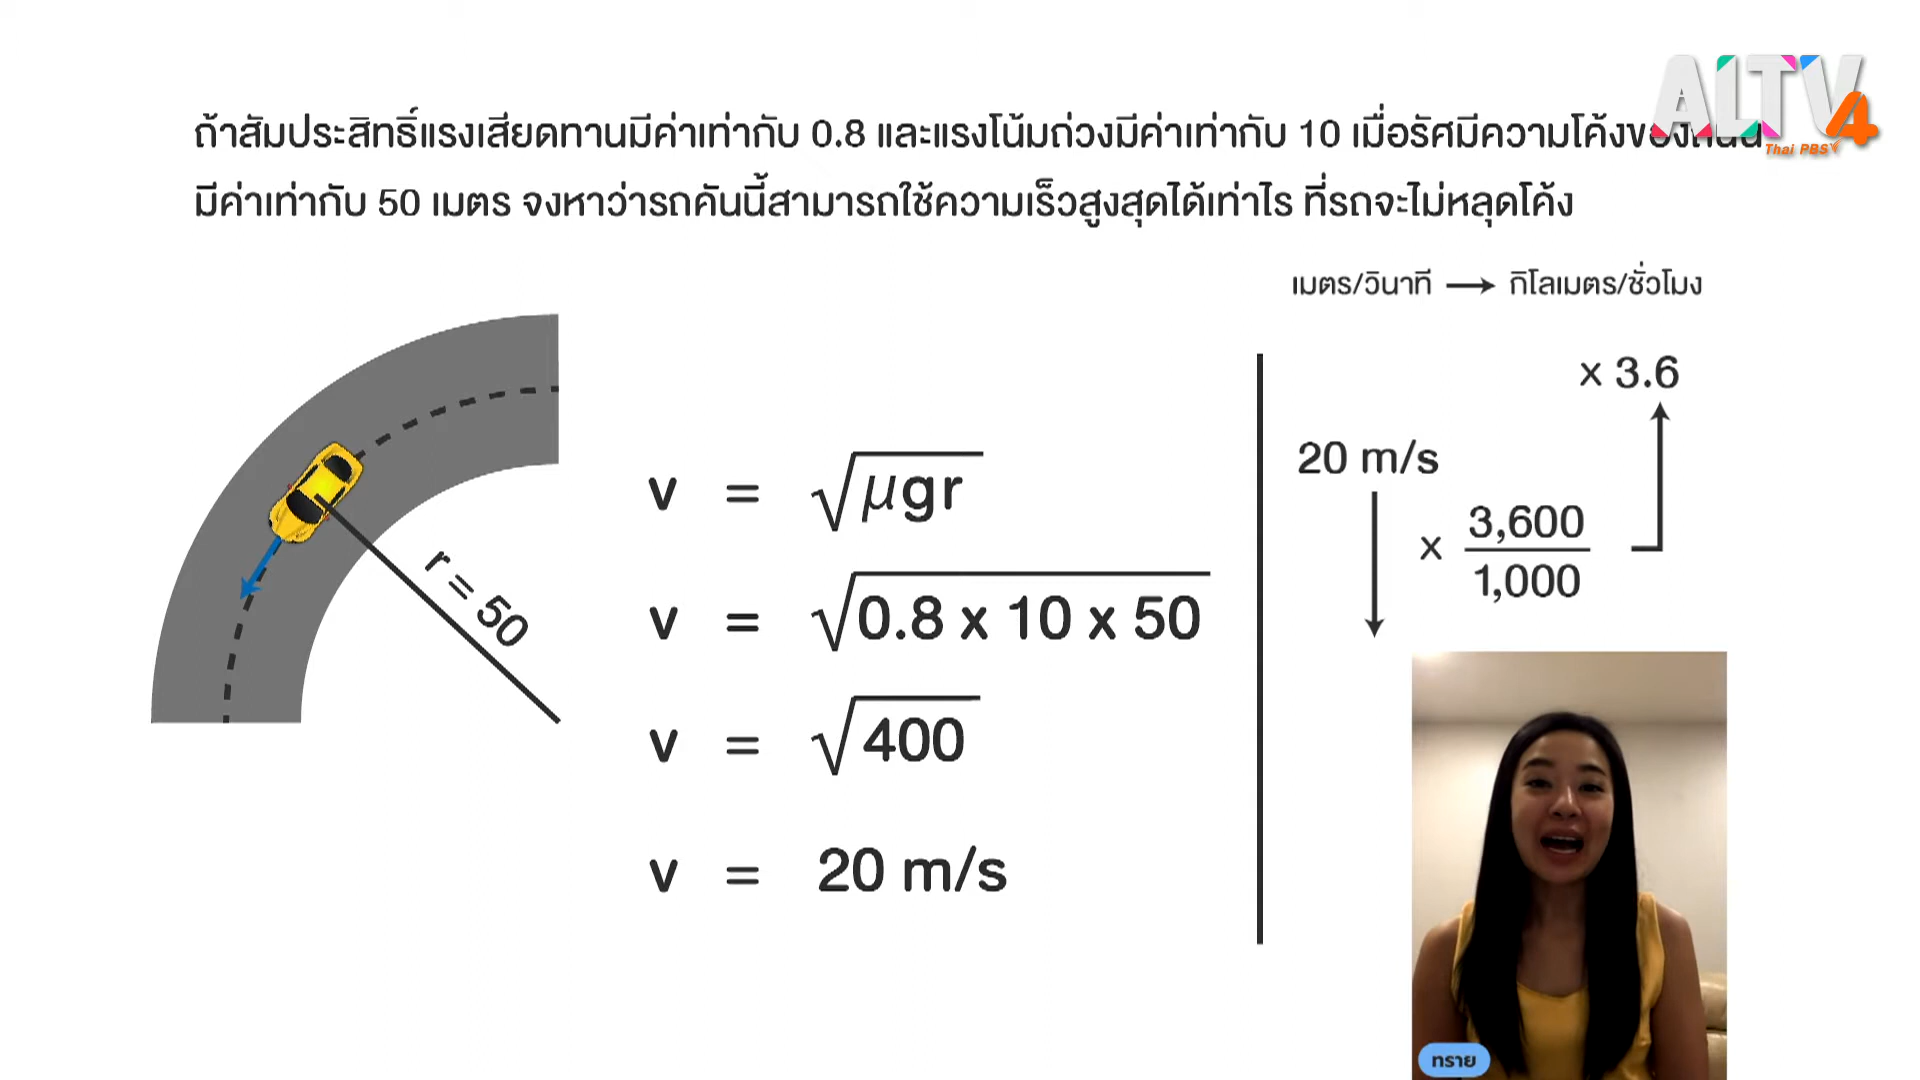 ALTV4
Thai PBS
ถ้าสัมประสิทธิ์แรงเสียดทานมีค่าเท่ากับ 0.8 และแรงโน้มถ่วงมีค่าเท่ากับ 10 เมื่อรัศมีความโค้งของถนน
มีค่าเท่ากับ 50 เมตร จงหาว่ารถคันนี้สามารถใช้ความเร็วสูงสุดได้เท่าไร ที่รถจะไม่หลุดโค้ง
r = 50
v = √μgr
v = √0.8 x 10 x 50
v = √400
v = 20 m/s
เมตร/วินาที → กิโลเมตร/ชั่วโมง
x 3.6
20 m/s
x 3,600
1,000
ทราย